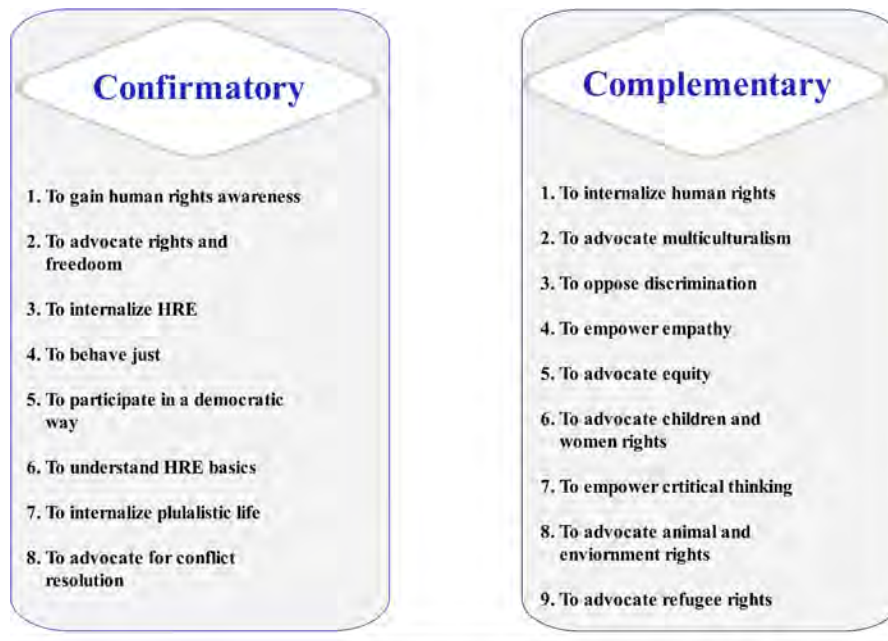 Confirmatory
1. To gain human rights awareness
2. To advocate rights and
freedoom
3. To internalize HRE
4. To behave just
5. To participate in a democratic
way
6. To understand HRE basics
7. To internalize plulalistic life
8. To advocate for conflict
resolution
Complementary
1. To internalize human rights
2. To advocate multiculturalism
3. To oppose discrimination
4. To empower empathy
5. To advocate equity
6. To advocate children and
women rights
7. To empower crtitical thinking
8. To advocate animal and
enviornment rights
9. To advocate refugee rights